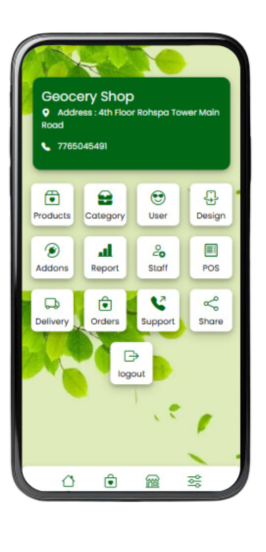 Geocery Shop
Address : 4th Floor Rohspa Tower Main
Road
7765045491
Products Category User Design
Addons Report Staff POS
Delivery Orders Support Share
logout